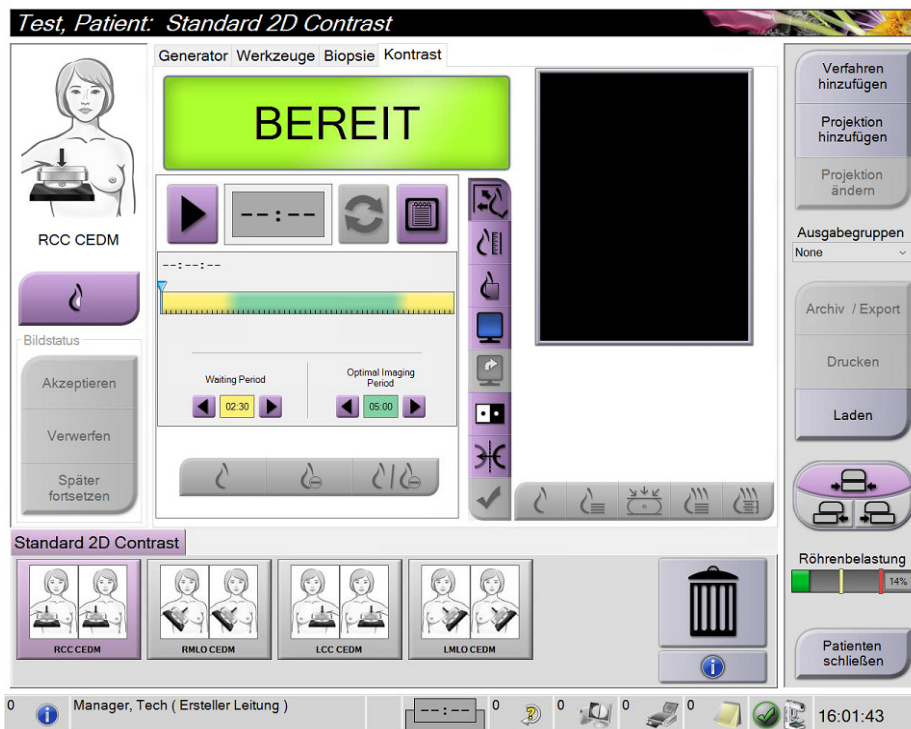 Test, Patient:  Standard 2D Contrast
Generator Werkzeuge Biopsie Kontrast
BEREIT
--:--
--:--:--
Waiting Period
02:30
Optimal Imaging
Period
05:00
RCC CEDM
Bildstatus
Akzeptieren
Verwerfen
Später
fortsetzen
Verfahren
hinzufügen
Projektion
hinzufügen
Projektion
ändern
Ausgabegruppen
None
Archiv / Export
Drucken
Laden
Röhrenbelastung
14%
Patienten
schließen
Standard 2D Contrast
RCC CEDM
RMLO CEDM
LCC CEDM
LMLO CEDM
0
Manager, Tech ( Ersteller Leitung )
--:--
0
0
0
0
16:01:43